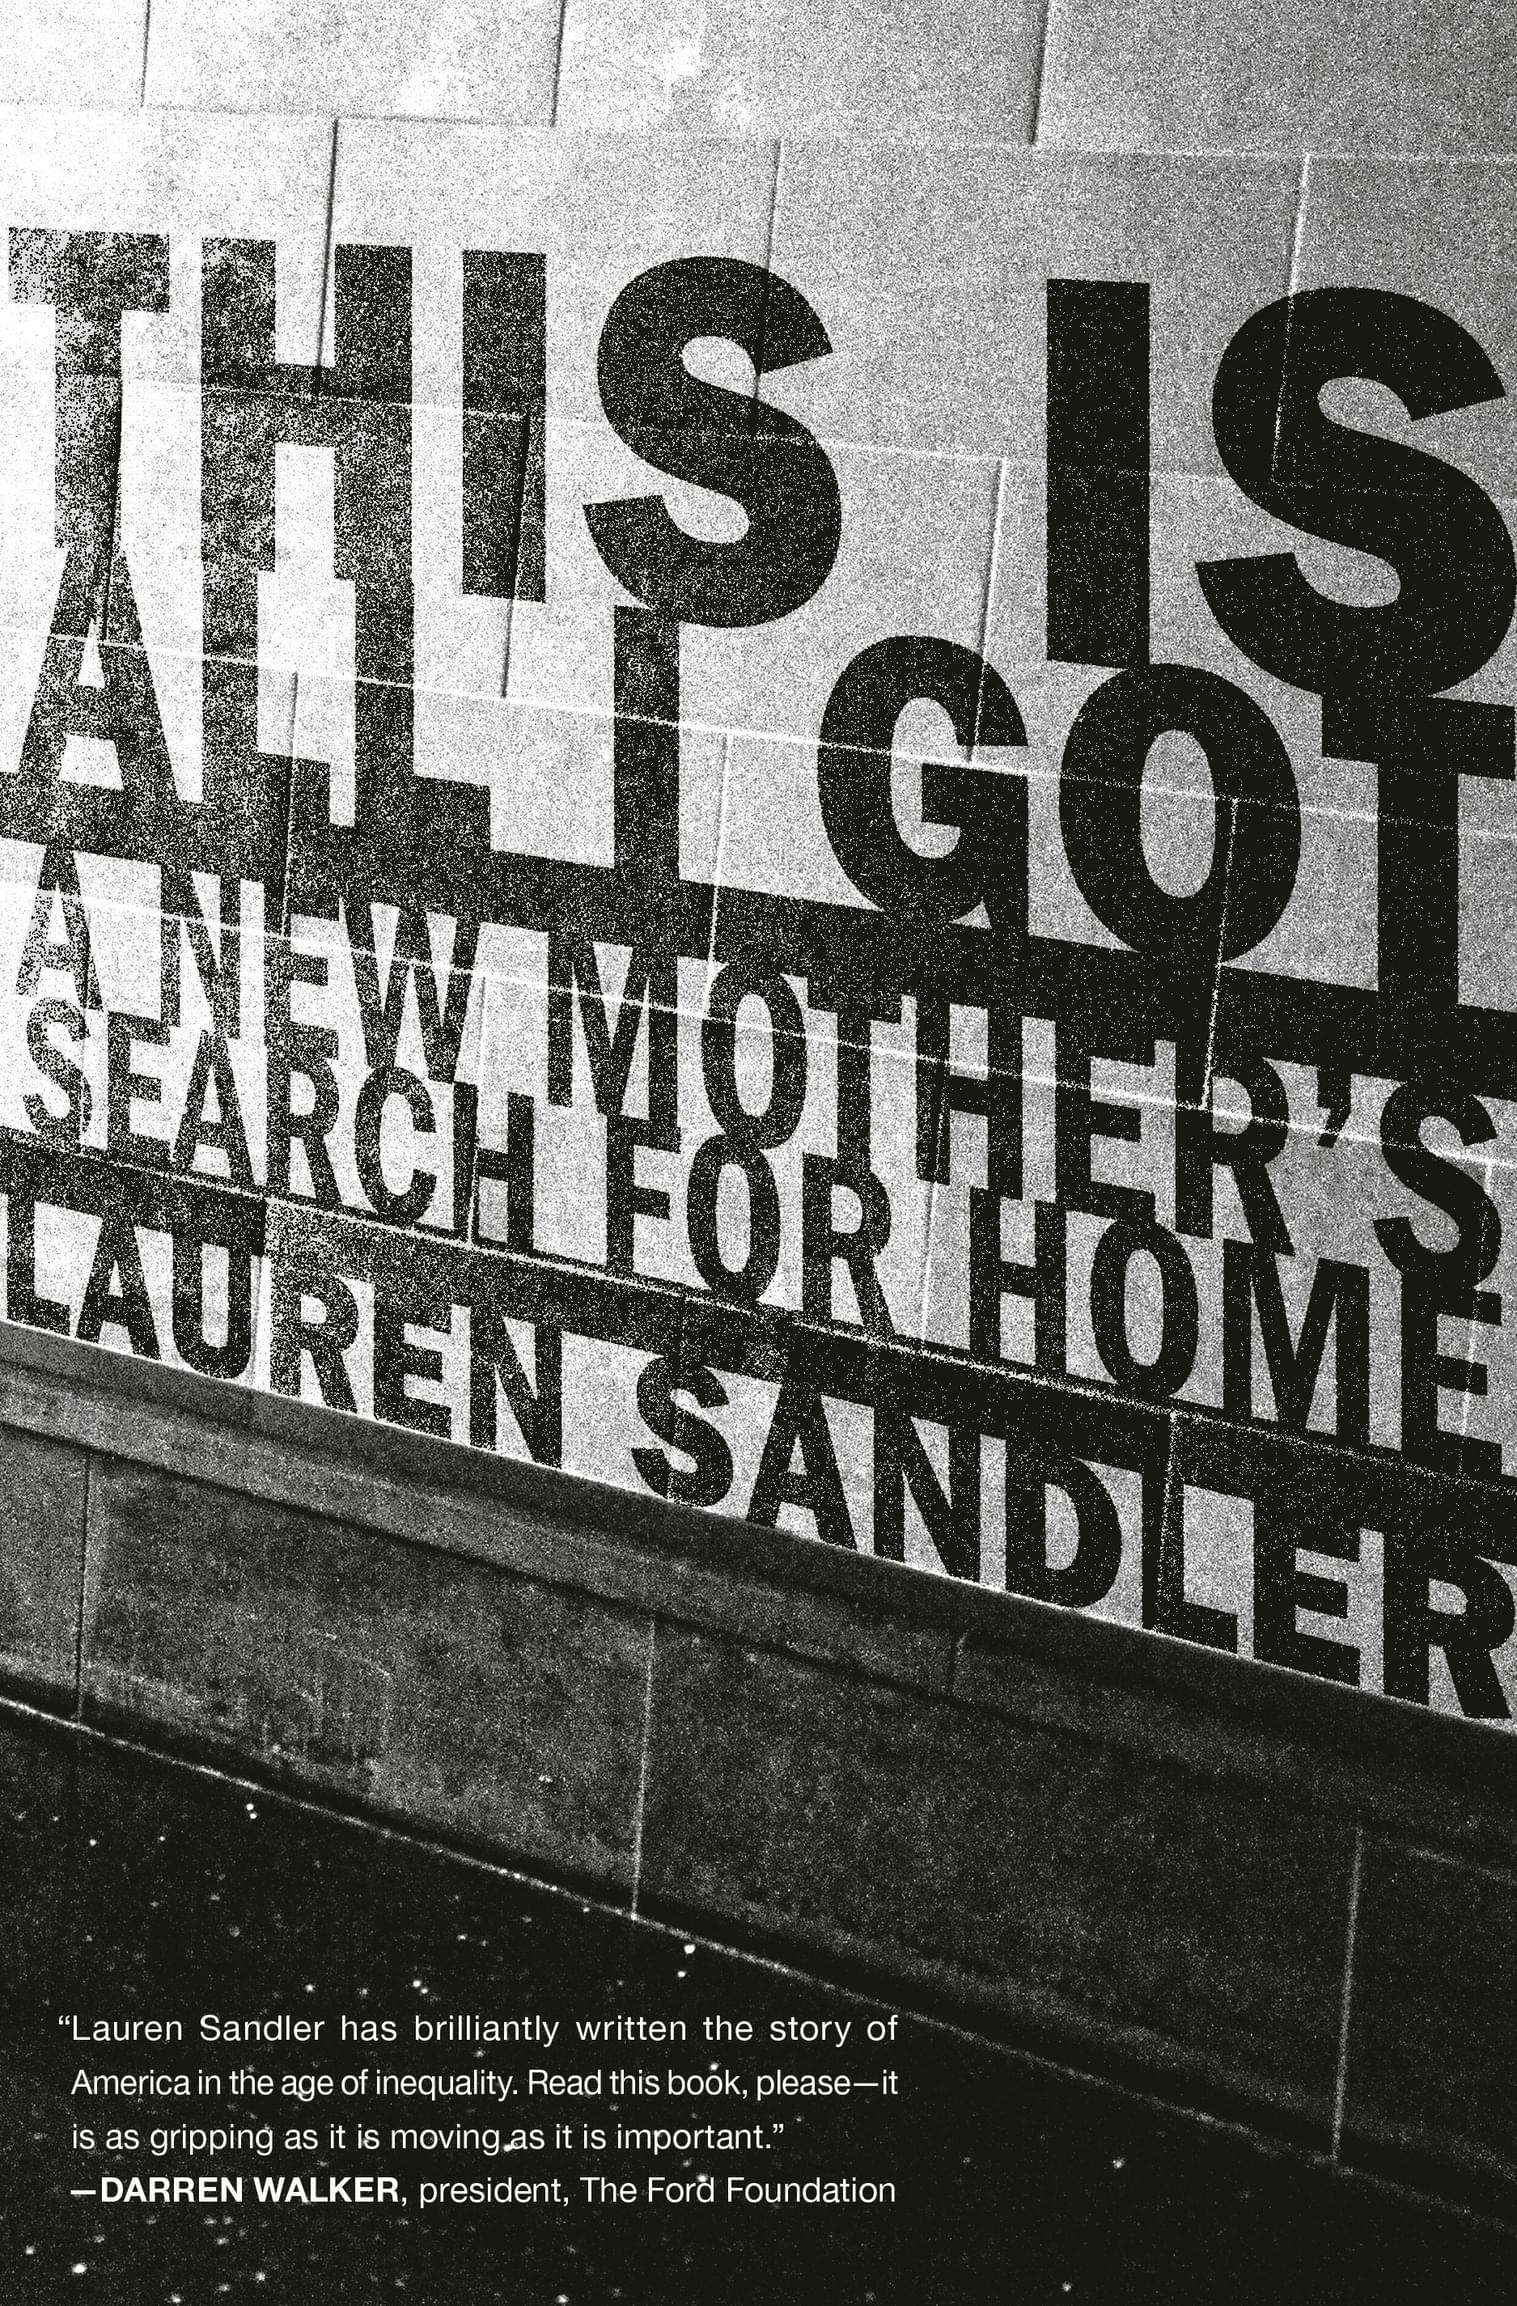 THIS IS
ALL I GOT
A NEW MOTHER'S
SEARCH FOR HOME
LAUREN SANDLER
“Lauren Sandler has brilliantly written the story of
America in the age of inequality. Read this book, please—it
is as gripping as it is moving as it is important.”
—DARREN WALKER, president, The Ford Foundation